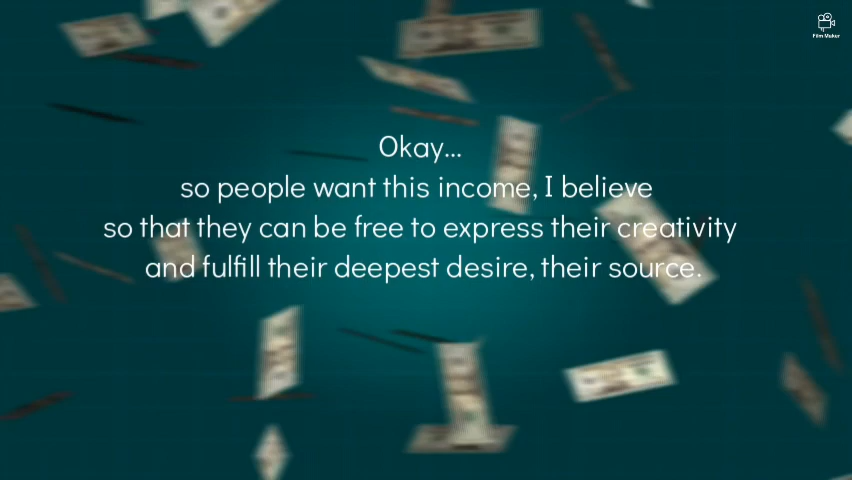 Film Maker
Okay...
so people want this income, I believe
so that they can be free to express their creativity
and fulfill their deepest desire, their source.